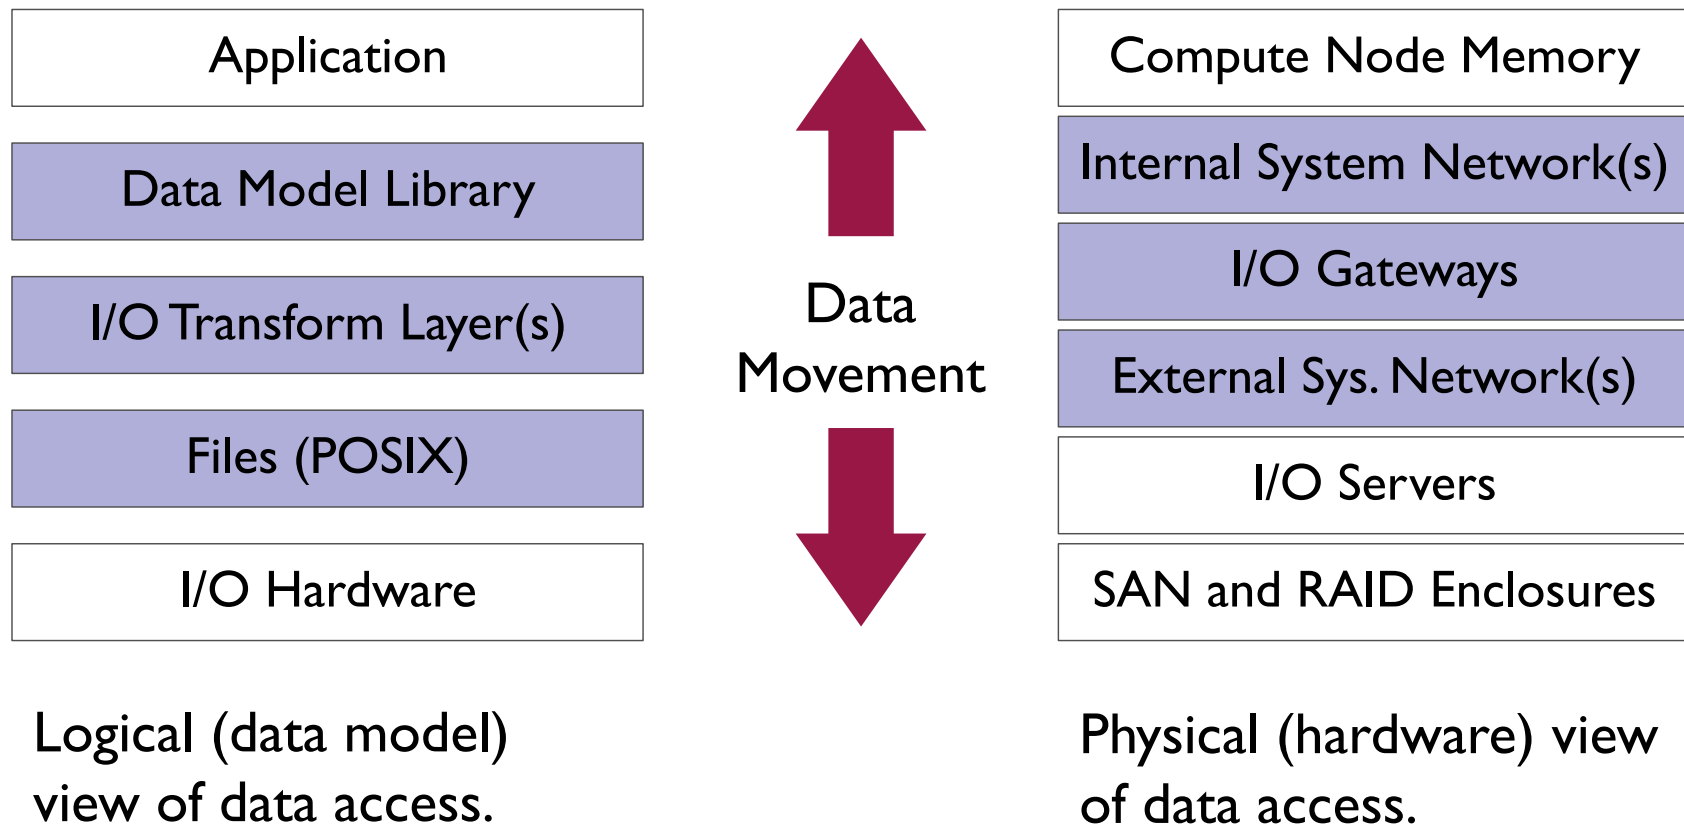 Application
Data Model Library
I/O Transform Layer(s)
Files (POSIX)
I/O Hardware
Logical (data model)
view of data access.
Data
Movement
Compute Node Memory
Internal System Network(s)
I/O Gateways
External Sys. Network(s)
I/O Servers
SAN and RAID Enclosures
Physical (hardware) view
of data access.